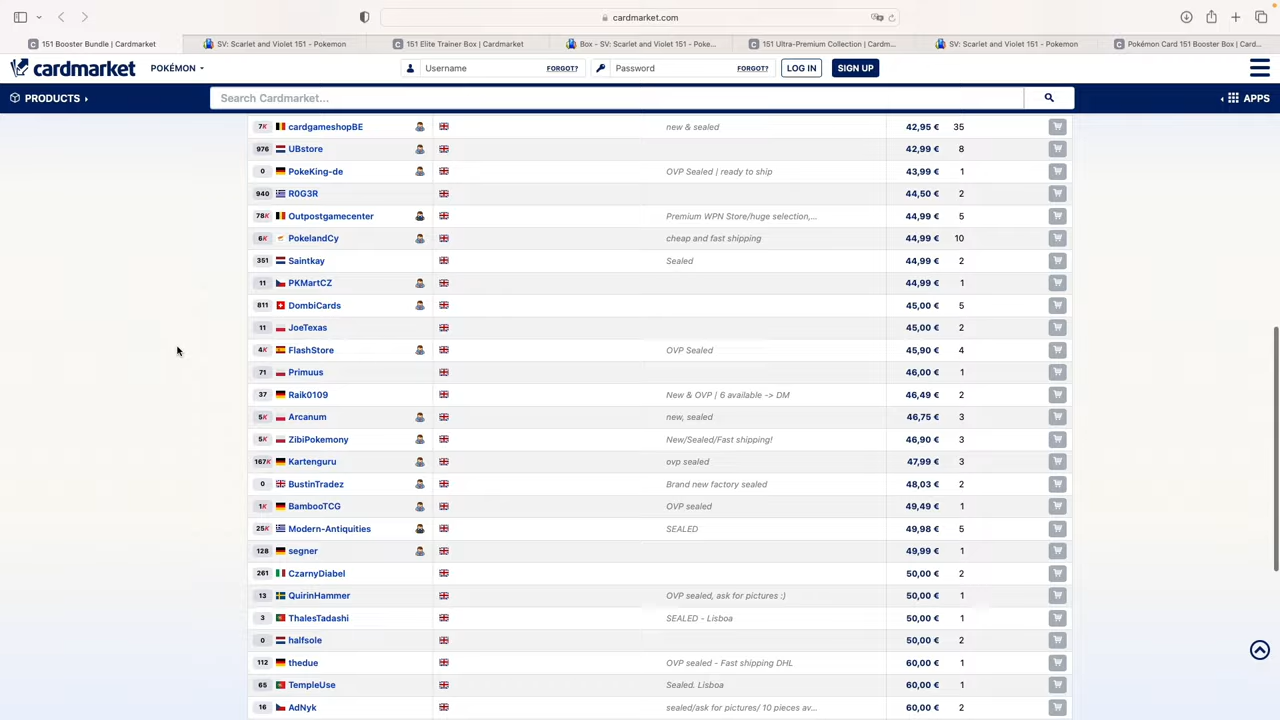 cardmarket.com
151 Booster Bundle | Cardmarket
SV: Scarlet and Violet 151 - Pokemon
151 Elite Trainer Box | Cardmarket
Box - SV: Scarlet and Violet 151 - Poke...
151 Ultra-Premium Collection | Cardm...
SV: Scarlet and Violet 151 - Pokemon
Pokémon Card 151 Booster Box | Card...
cardmarket POKÉMON Username FORGOT? Password FORGOT? LOG IN SIGN UP
PRODUCTS Search Cardmarket... APPS
7K cardgameshopBE new & sealed 42,95 € 35
976 UBstore 42,99 € 8
0 PokeKing-de OVP Sealed | ready to ship 43,99 € 1
940 R0G3R 44,50 € 2
78K Outpostgamecenter Premium WPN Store/huge selection,... 44,99 € 6
6K PokelandCy cheap and fast shipping 44,99 € 10
351 Saintkay Sealed 44,99 € 2
11 PKMartCZ 44,99 € 1
811 DombiCards 45,00 € 5
11 JoeTexas 45,00 € 2
4K FlashStore OVP Sealed 45,90 € 4
71 Primuus 46,00 € 1
37 Raik0109 New & OVP | 6 available -> DM 46,49 € 2
5K Arcanum new, sealed 46,75 € 3
5K ZibiPokemony New/Sealed/Fast shipping! 46,90 € 3
167K Kartenguru ovp sealed 47,99 € 3
0 BustinTradez Brand new factory sealed 48,03 € 2
1K BambooTCG OVP sealed 49,49 € 1
25K Modern-Antiquities SEALED 49,98 € 5
128 segner 49,99 € 1
261 CzarnyDiabel 50,00 € 2
13 QuirinHammer OVP sealed, ask for pictures :) 50,00 € 1
3 ThalesTadashi SEALED - Lisboa 50,00 € 1
0 halfsole 50,00 € 2
112 thedue OVP sealed - Fast shipping DHL 60,00 € 1
65 TempleUse Sealed. Lisboa 60,00 € 1
16 AdNyk sealed/ask for pictures/ 10 pieces av... 60,00 € 2